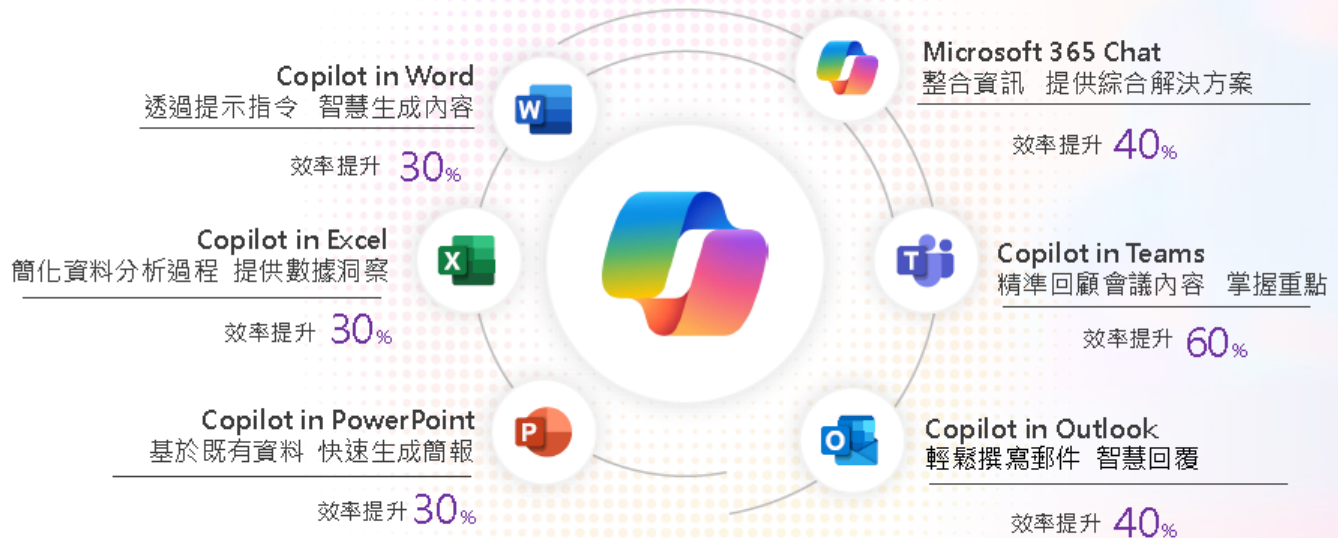 Copilot in Word
透過提示指令 智慧生成內容
效率提升 30%
Copilot in Excel
簡化資料分析過程 提供數據洞察
效率提升 30%
Copilot in PowerPoint
基於既有資料 快速生成簡報
效率提升 30%
Microsoft 365 Chat
整合資訊 提供綜合解決方案
效率提升 40%
Copilot in Teams
精準回顧會議內容 掌握重點
效率提升 60%
Copilot in Outlook
輕鬆撰寫郵件 智慧回覆
效率提升 40%
W
X
P
T
O